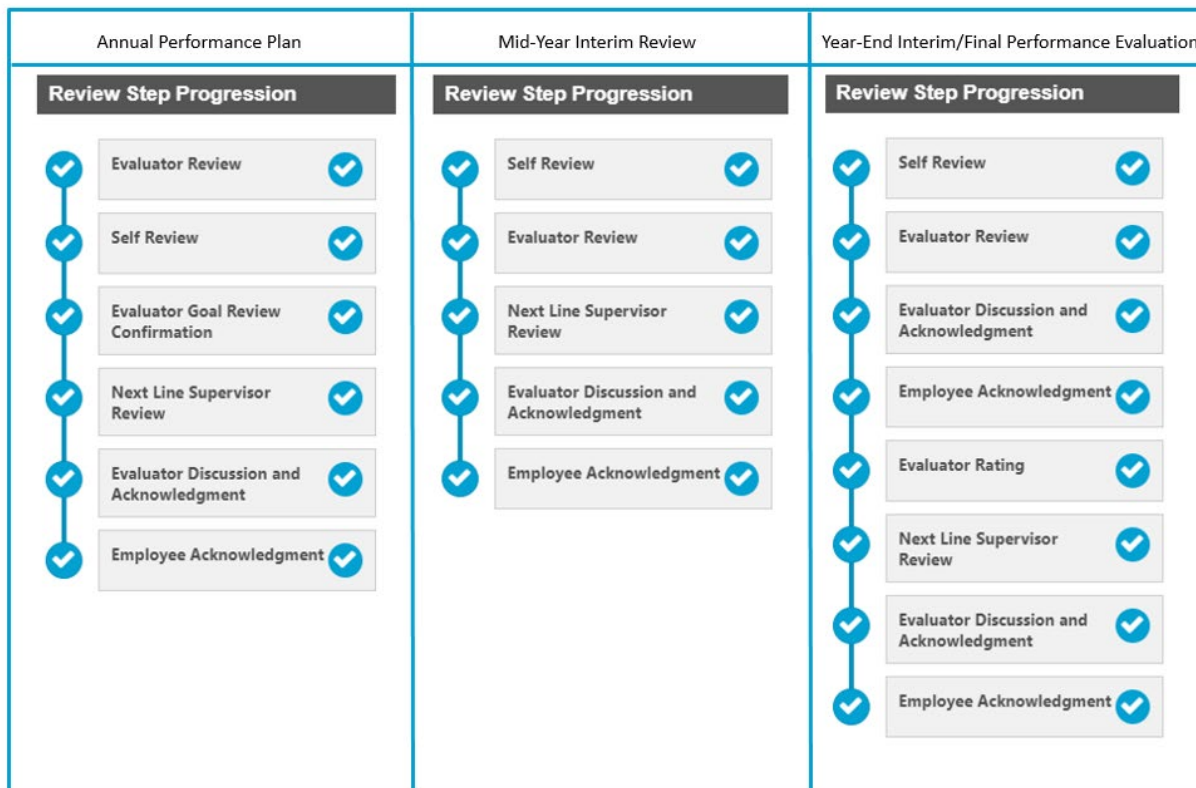 Annual Performance Plan
Review Step Progression
Evaluator Review
Self Review
Evaluator Goal Review
Confirmation
Next Line Supervisor
Review
Evaluator Discussion and
Acknowledgment
Employee Acknowledgment
Mid-Year Interim Review
Review Step Progression
Self Review
Evaluator Review
Next Line Supervisor
Review
Evaluator Discussion and
Acknowledgment
Employee Acknowledgment
Year-End Interim/Final Performance Evaluation
Review Step Progression
Self Review
Evaluator Review
Evaluator Discussion and
Acknowledgment
Employee Acknowledgment
Evaluator Rating
Next Line Supervisor
Review
Evaluator Discussion and
Acknowledgment
Employee Acknowledgment